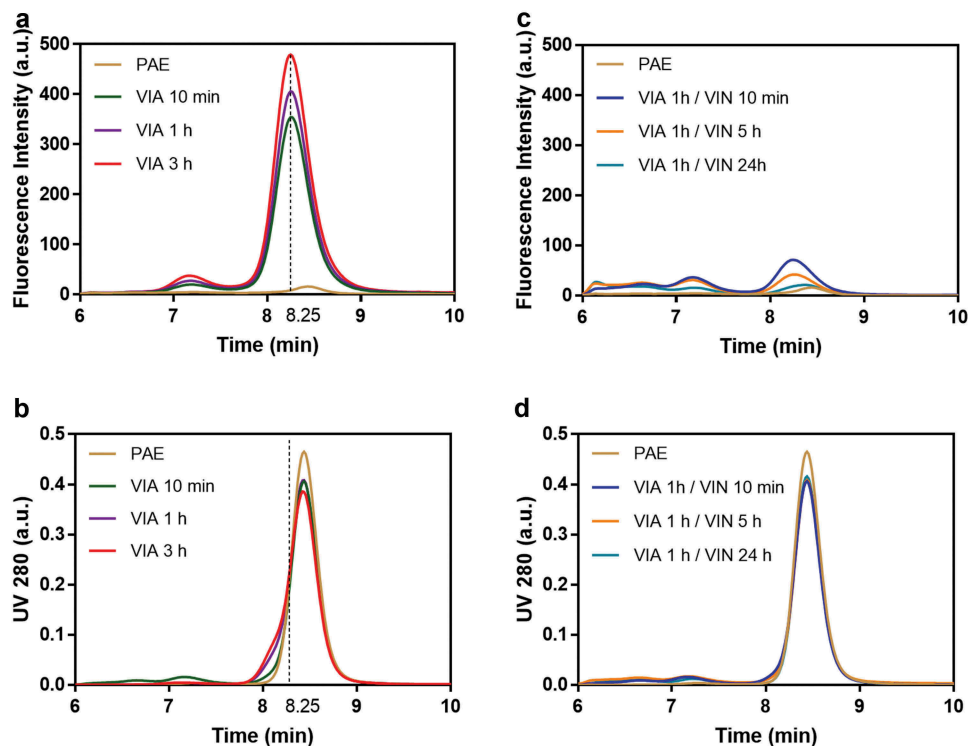 a
500
400
300
200
100
0
Fluorescence Intensity (a.u.)
PAE
VIA 10 min
VIA 1 h
VIA 3 h
6
7
8
8.25
9
10
Time (min)
c
500
400
300
200
100
0
Fluorescence Intensity (a.u.)
PAE
VIA 1h / VIN 10 min
VIA 1h / VIN 5 h
VIA 1h / VIN 24h
6
7
8
9
10
Time (min)
b
0.5
0.4
0.3
0.2
0.1
0.0
UV 280 (a.u.)
PAE
VIA 10 min
VIA 1 h
VIA 3 h
6
7
8
8.25
9
10
Time (min)
d
0.5
0.4
0.3
0.2
0.1
0.0
UV 280 (a.u.)
PAE
VIA 1h / VIN 10 min
VIA 1 h / VIN 5 h
VIA 1 h / VIN 24 h
6
7
8
9
10
Time (min)